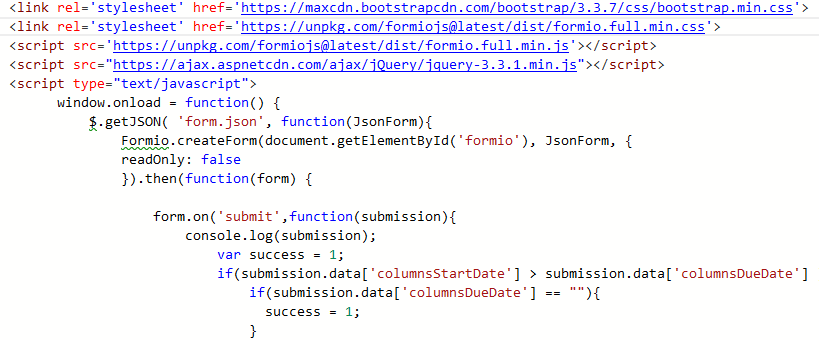 <link rel='stylesheet' href='https://maxcdn.bootstrapcdn.com/bootstrap/3.3.7/css/bootstrap.min.css'>
<link rel='stylesheet' href='https://unpkg.com/formiojs@latest/dist/formio.full.min.css'>
<script src='https://unpkg.com/formiojs@latest/dist/formio.full.min.js'></script>
<script src="https://ajax.aspnetcdn.com/ajax/jQuery/jquery-3.3.1.min.js"></script>
<script type="text/javascript">
window.onload = function() {
$.getJSON( 'form.json', function(JsonForm){
Formio.createForm(document.getElementById('formio'), JsonForm, {
readOnly: false
}).then(function(form) {
form.on('submit',function(submission){
console.log(submission);
var success = 1;
if(submission.data['columnsStartDate'] > submission.data['columnsDueDate']
if(submission.data['columnsDueDate'] == ""){
success = 1;
}